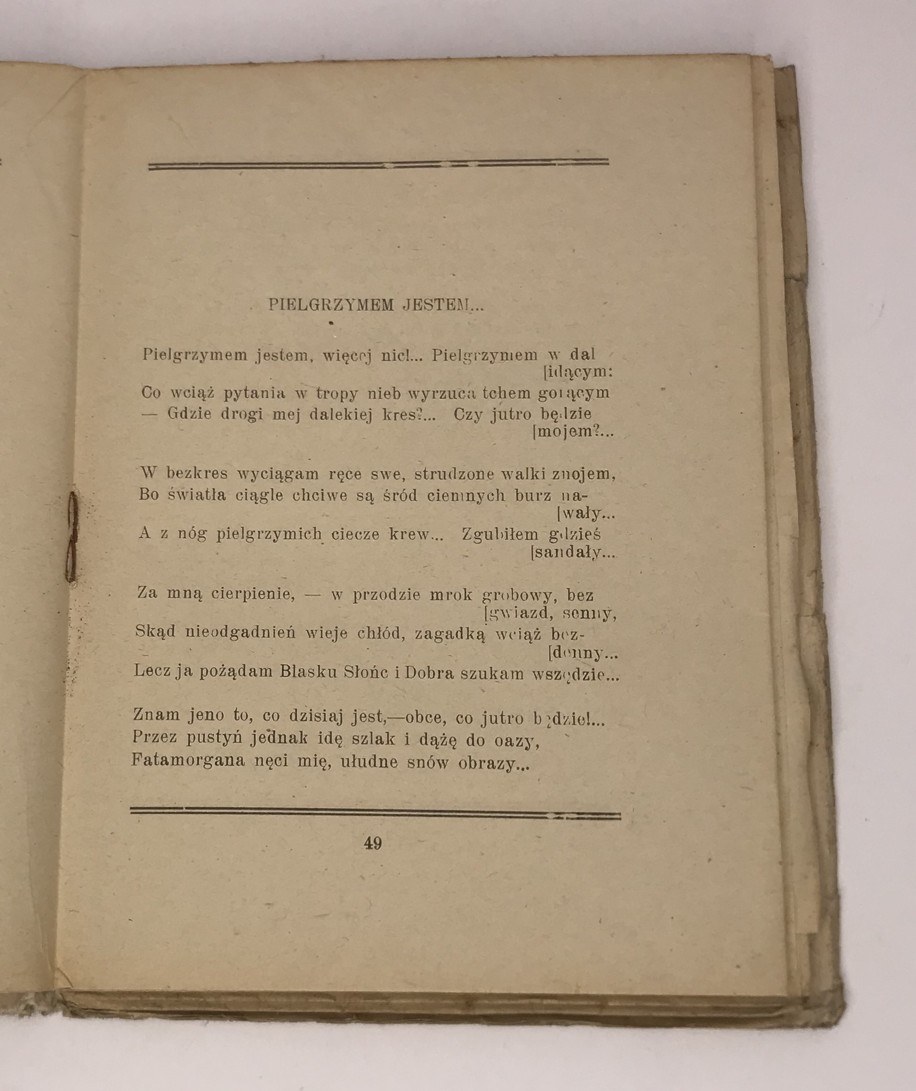 PIELGRZYMEM JESTEM...
Pielgrzymem jestem, więcej nic!... Pielgrzymem w dal
[idącym:
Co wciąż pytania w tropy nieb wyrzuca tchem gorącym
— Gdzie drogi mej dalekiej kres?... Czy jutro będzie
[mojem?...
W bezkres wyciągam ręce swe, strudzone walki znojem,
Bo światła ciągle chciwe są śród ciemnych burz na-
[wały...
A z nóg pielgrzymich ciecze krew... Zgubiłem gdzieś
[sandały...
Za mną cierpienie, — w przodzie mrok grobowy, bez
[gwiazd, senny,
Skąd nieodgadnień wieje chłód, zagadką wciąż bez-
[denny...
Lecz ja pożądam Blasku Słońc i Dobra szukam wszędzie...
Znam jeno to, co dzisiaj jest,—obce, co jutro będzie!...
Przez pustyń jednak idę szlak i dążę do oazy,
Fatamorgana nęci mię, ułudne snów obrazy...
49